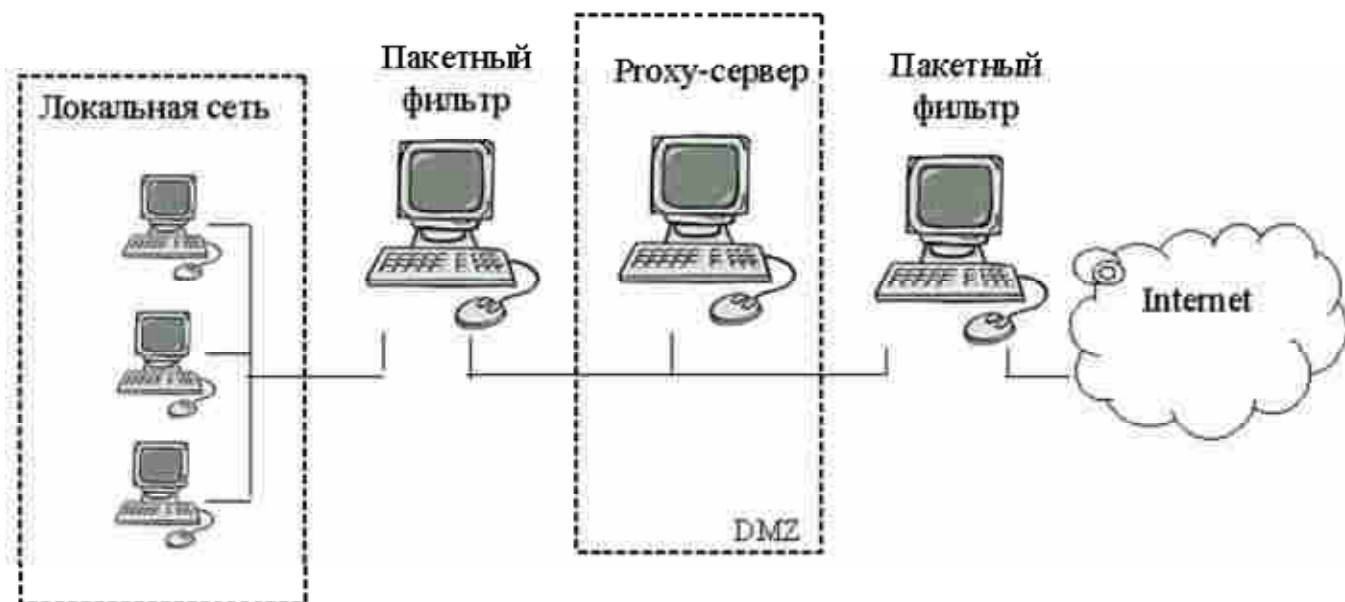 Локальная сеть
Пакетный
фильтр
Proxy-сервер
Пакетный
фильтр
Internet
DMZ